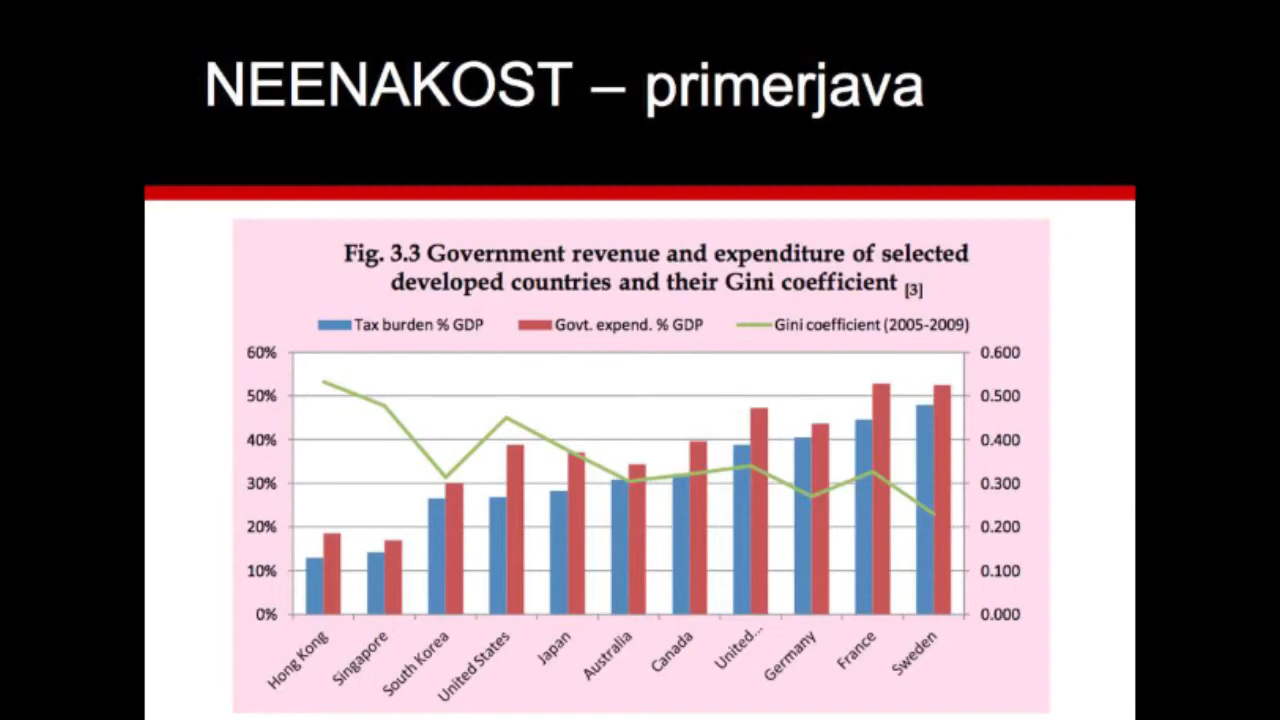 NEENAKOST – primerjava
Fig. 3.3 Government revenue and expenditure of selected
developed countries and their Gini coefficient [3]
Tax burden % GDP Govt. expend. % GDP Gini coefficient (2005-2009)
60% 0.600
50% 0.500
40% 0.400
30% 0.300
20% 0.200
10% 0.100
0% 0.000
Hong Kong Singapore South Korea United States Japan Australia Canada United... Germany France Sweden